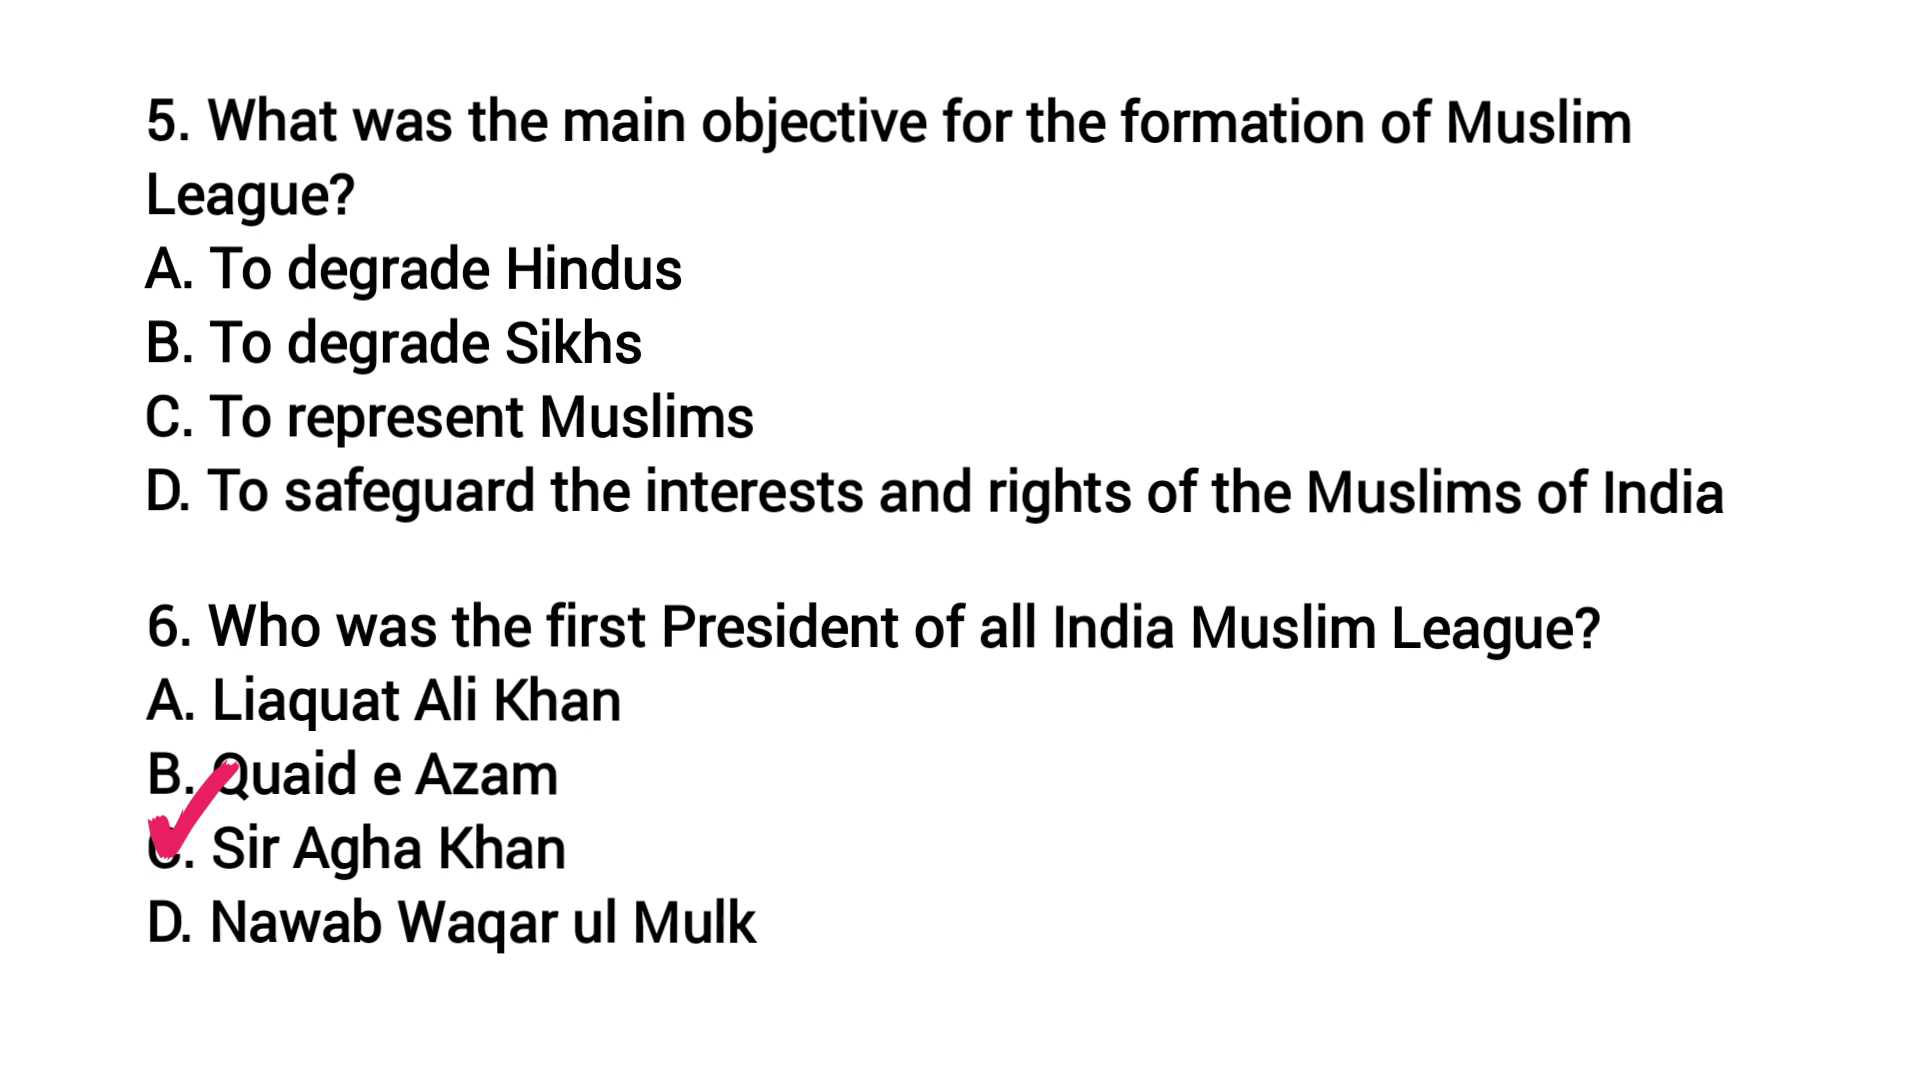 5. What was the main objective for the formation of Muslim
League?
A. To degrade Hindus
B. To degrade Sikhs
C. To represent Muslims
D. To safeguard the interests and rights of the Muslims of India
6. Who was the first President of all India Muslim League?
A. Liaquat Ali Khan
B. Quaid e Azam
C. Sir Agha Khan
D. Nawab Waqar ul Mulk